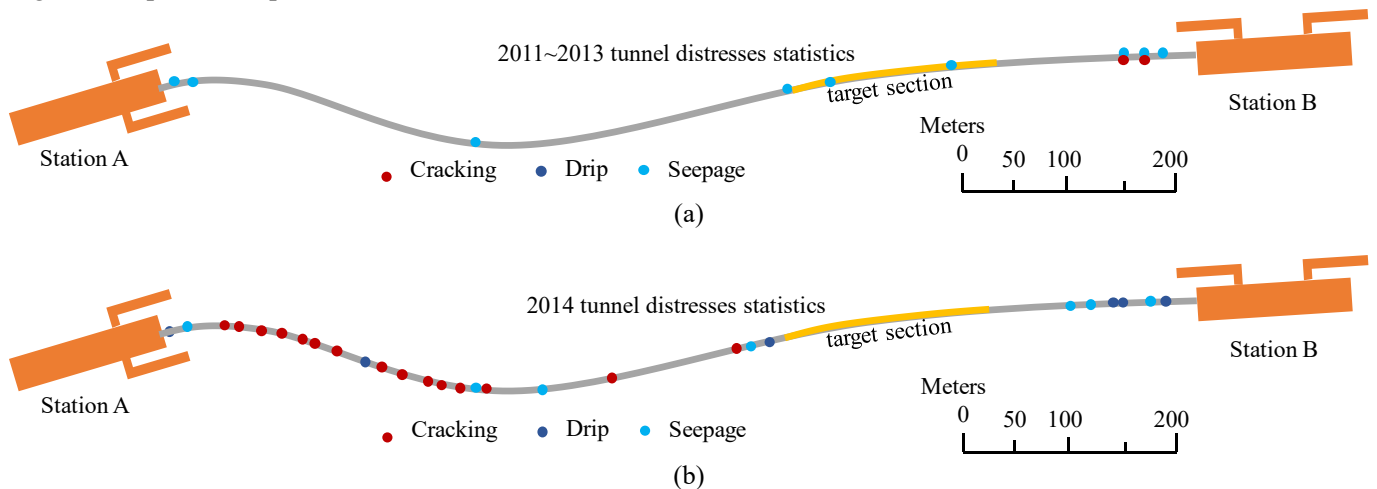 2011~2013 tunnel distresses statistics
target section
Station A
Station B
Meters
0 50 100 200
Cracking Drip Seepage
(a)
2014 tunnel distresses statistics
target section
Station A
Station B
Meters
0 50 100 200
Cracking Drip Seepage
(b)